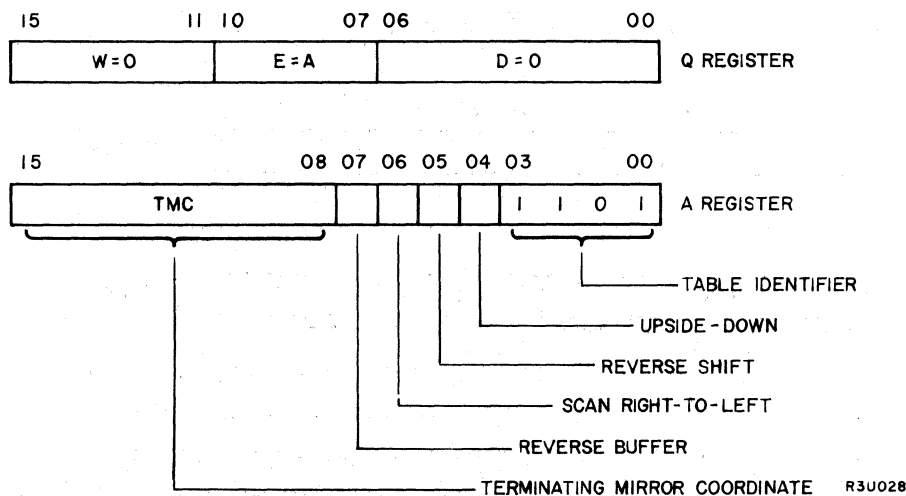 15 11 10 07 06 00
W=0 E=A D=0 Q REGISTER
15 08 07 06 05 04 03 00
TMC 1 1 0 1 A REGISTER
TABLE IDENTIFIER
UPSIDE-DOWN
REVERSE SHIFT
SCAN RIGHT-TO-LEFT
REVERSE BUFFER
TERMINATING MIRROR COORDINATE R3U028